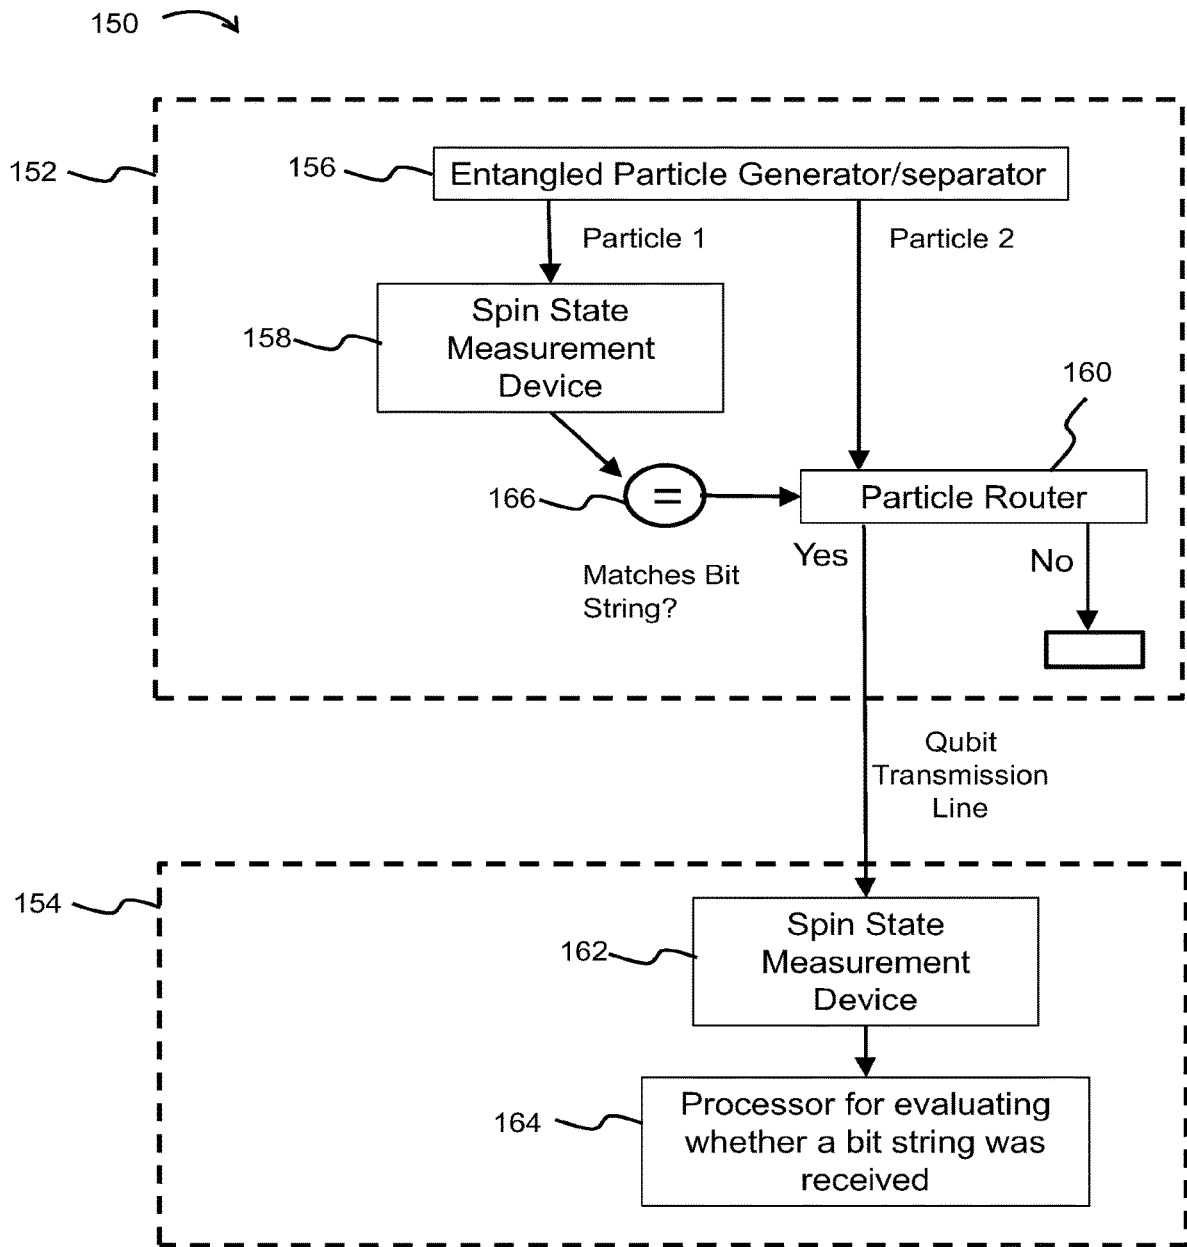 150
152
156
Entangled Particle Generator/separator
Particle 1
Particle 2
158
Spin State
Measurement
Device
160
166
=
Particle Router
Yes
No
Matches Bit
String?
Qubit
Transmission
Line
154
162
Spin State
Measurement
Device
164
Processor for evaluating
whether a bit string was
received